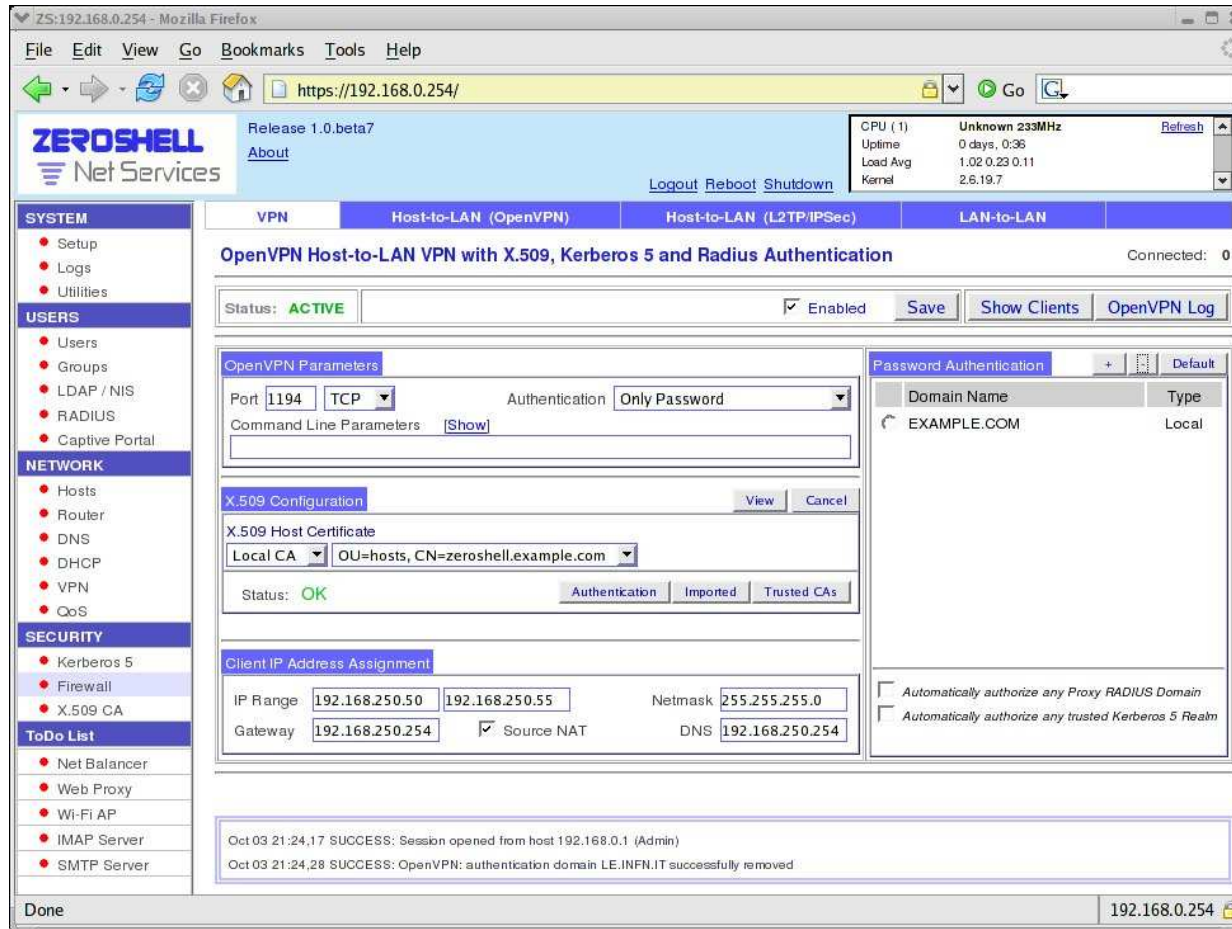 ZS:192.168.0.254 - Mozilla Firefox
File Edit View Go Bookmarks Tools Help
https://192.168.0.254/ Go G
ZEROSHELL
Net Services
Release 1.0.beta7
About
Logout Reboot Shutdown
CPU (1) Unknown 233MHz Refresh
Uptime 0 days, 0:36
Load Avg 1.02 0.23 0.11
Kernel 2.6.19.7
SYSTEM
Setup
Logs
Utilities
USERS
Users
Groups
LDAP / NIS
RADIUS
Captive Portal
NETWORK
Hosts
Router
DNS
DHCP
VPN
QoS
SECURITY
Kerberos 5
Firewall
X.509 CA
ToDo List
Net Balancer
Web Proxy
Wi-Fi AP
IMAP Server
SMTP Server
VPN Host-to-LAN (OpenVPN) Host-to-LAN (L2TP/IPSec) LAN-to-LAN
OpenVPN Host-to-LAN VPN with X.509, Kerberos 5 and Radius Authentication Connected: 0
Status: ACTIVE Enabled Save Show Clients OpenVPN Log
OpenVPN Parameters
Port 1194 TCP Authentication Only Password
Command Line Parameters [Show]
X.509 Configuration View Cancel
X.509 Host Certificate
Local CA OU=hosts, CN=zeroshell.example.com
Status: OK Authentication Imported Trusted CAs
Client IP Address Assignment
IP Range 192.168.250.50 192.168.250.55 Netmask 255.255.255.0
Gateway 192.168.250.254 Source NAT DNS 192.168.250.254
Password Authentication + - Default
Domain Name Type
EXAMPLE.COM Local
Automatically authorize any Proxy RADIUS Domain
Automatically authorize any trusted Kerberos 5 Realm
Oct 03 21:24,17 SUCCESS: Session opened from host 192.168.0.1 (Admin)
Oct 03 21:24,28 SUCCESS: OpenVPN: authentication domain LE.INFN.IT successfully removed
Done 192.168.0.254